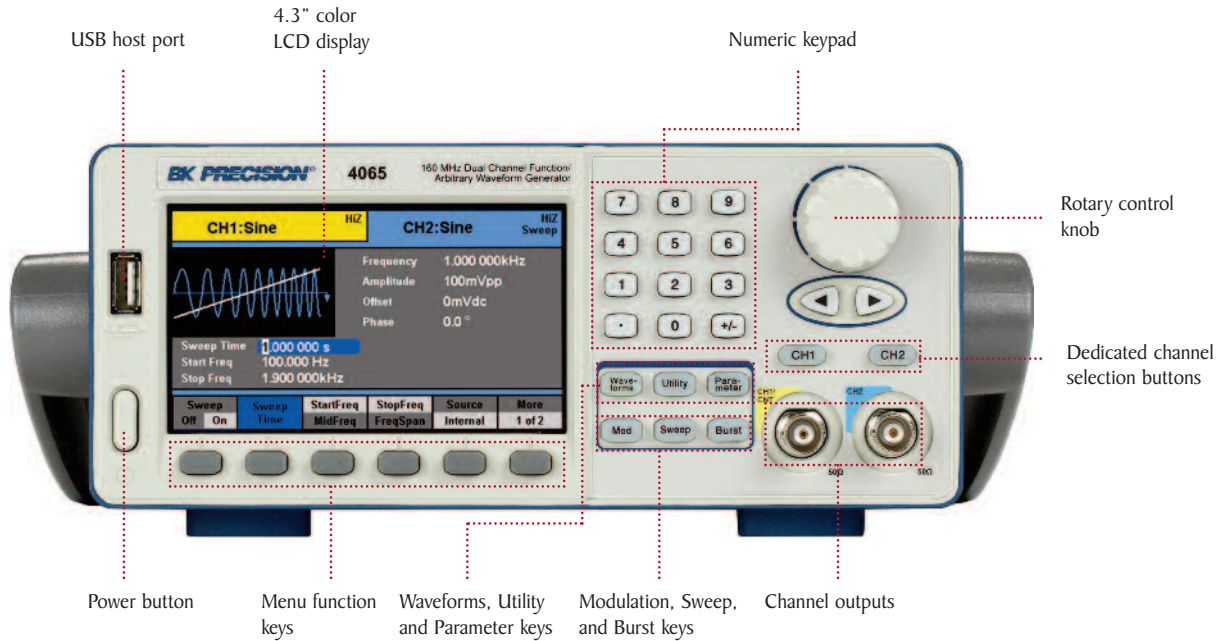 4.3” color
LCD display
USB host port
Numeric keypad
BK PRECISION®
4065
160 MHz Dual Channel Function/
Arbitrary Waveform Generator
CH1:Sine
HiZ
CH2:Sine
HiZ
Sweep
Frequency 1.000 000kHz
Amplitude 100mVpp
Offset 0mVdc
Phase 0.0 °
Sweep Time 1.000 000 s
Start Freq 100.000 Hz
Stop Freq 1.900 000kHz
Sweep
Off On
Sweep
Time
StartFreq
MidFreq
StopFreq
FreqSpan
Source
Internal
More
1 of 2
7 8 9
4 5 6
1 2 3
· 0 +/-
Rotary control
knob
CH1 CH2
Dedicated channel
selection buttons
Wave-
forms
Utility
Para-
meter
Mod Sweep Burst
CH1/
CNT
CH2
50Ω
50Ω
Power button
Menu function
keys
Waveforms, Utility
and Parameter keys
Modulation, Sweep,
and Burst keys
Channel outputs